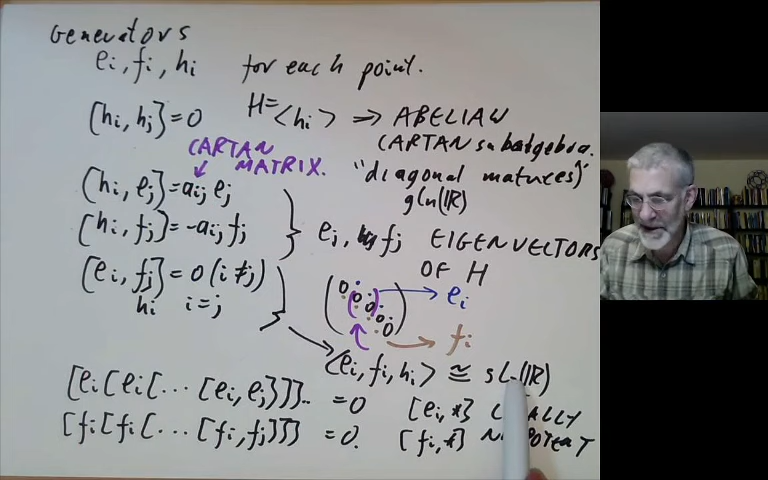 Generators
ei, fi, hi for each point.
[hi, hj] = 0 H = <hi> => ABELIAN
CARTAN subalgebra.
CARTAN MATRIX.
"diagonal matrices"
gLn(IR)
[hi, ej] = aij ej
[hi, fj] = -aij fj
ei, fj EIGENVECTORS
OF H
[ei, fj] = 0 (i ≠ j)
hi i = j
ei
fi
<ei, fi, hi> ≅ sL (IR)
[ei [ei [... [ei, ej]]].. = 0 [ei, *]
[fi [fi [... [fi, fj]]] = 0. [fi, *]